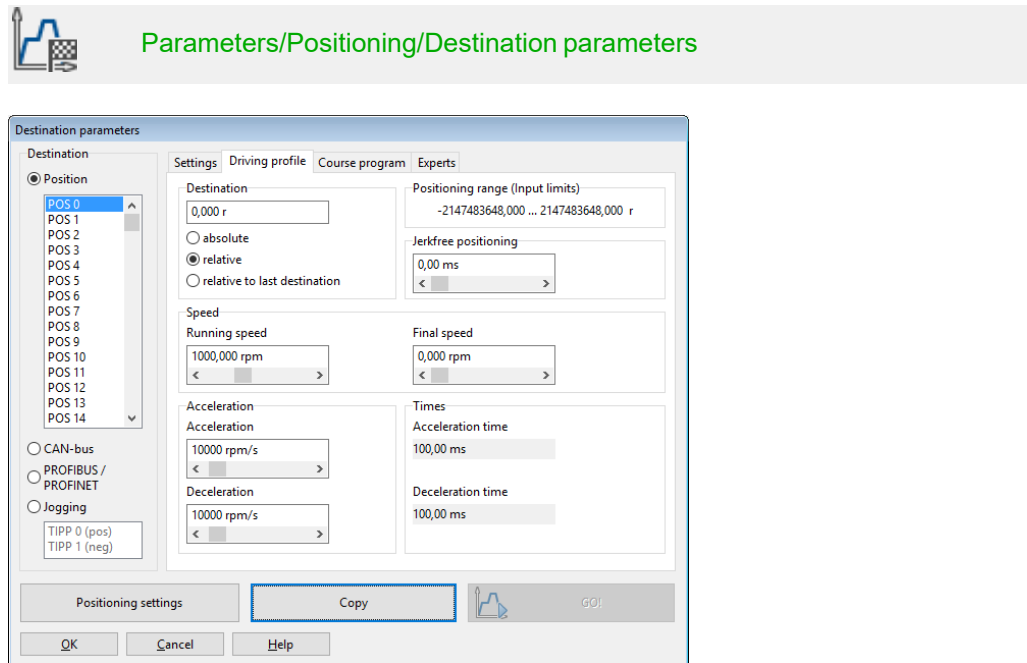 Parameters/Positioning/Destination parameters
Destination parameters
Destination
Position
POS 0
POS 1
POS 2
POS 3
POS 4
POS 5
POS 6
POS 7
POS 8
POS 9
POS 10
POS 11
POS 12
POS 13
POS 14
CAN-bus
PROFIBUS /
PROFINET
Jogging
TIPP 0 (pos)
TIPP 1 (neg)
Settings Driving profile Course program Experts
Destination
0,000 r
absolute
relative
relative to last destination
Positioning range (Input limits)
-2147483648,000 ... 2147483648,000 r
Jerkfree positioning
0,00 ms
Speed
Running speed
1000,000 rpm
Final speed
0,000 rpm
Acceleration
Acceleration
10000 rpm/s
Deceleration
10000 rpm/s
Times
Acceleration time
100,00 ms
Deceleration time
100,00 ms
Positioning settings
Copy
GO!
OK
Cancel
Help